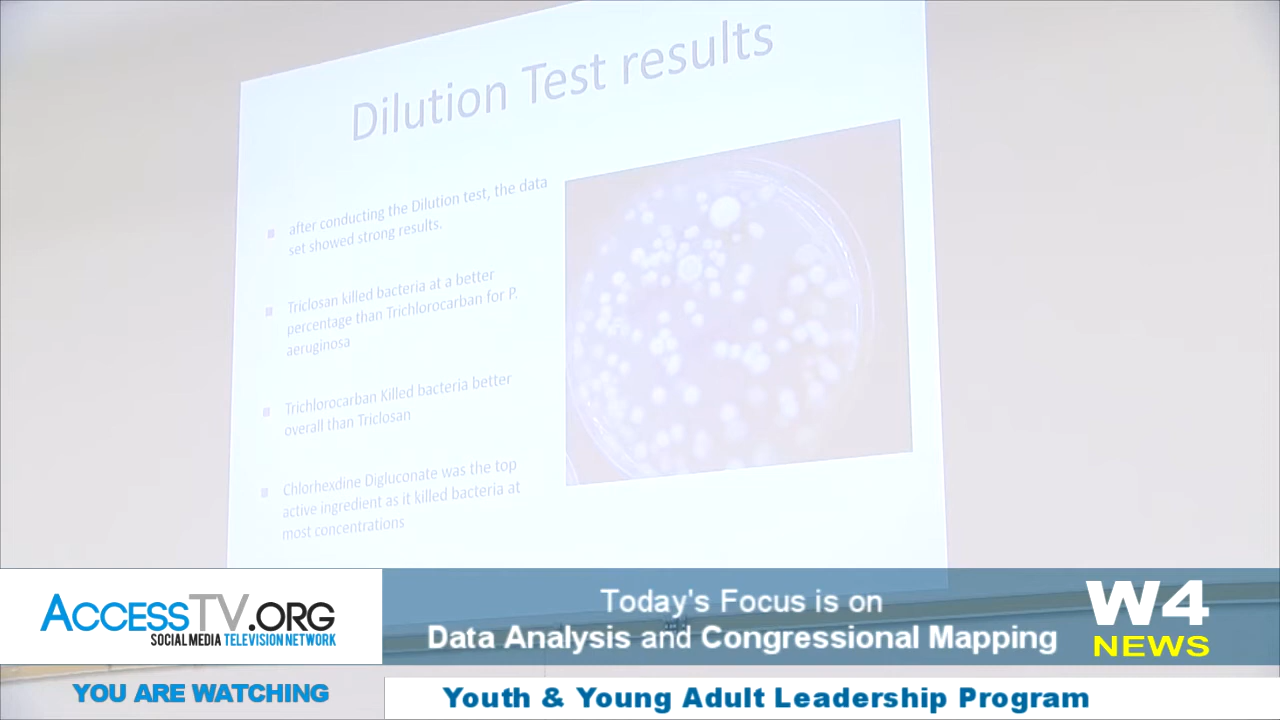 Dilution Test results
after conducting the Dilution test, the data
set showed strong results.
Triclosan killed bacteria at a better
percentage than Trichlorocarban for P.
aeruginosa
Trichlorocarban Killed bacteria better
overall than Triclosan
Chlorhexdine Digluconate was the top
active ingredient as it killed bacteria at
most concentrations
ACCESSTV.ORG
SOCIAL MEDIA TELEVISION NETWORK
Today's Focus is on
Data Analysis and Congressional Mapping
W4
NEWS
YOU ARE WATCHING
Youth & Young Adult Leadership Program